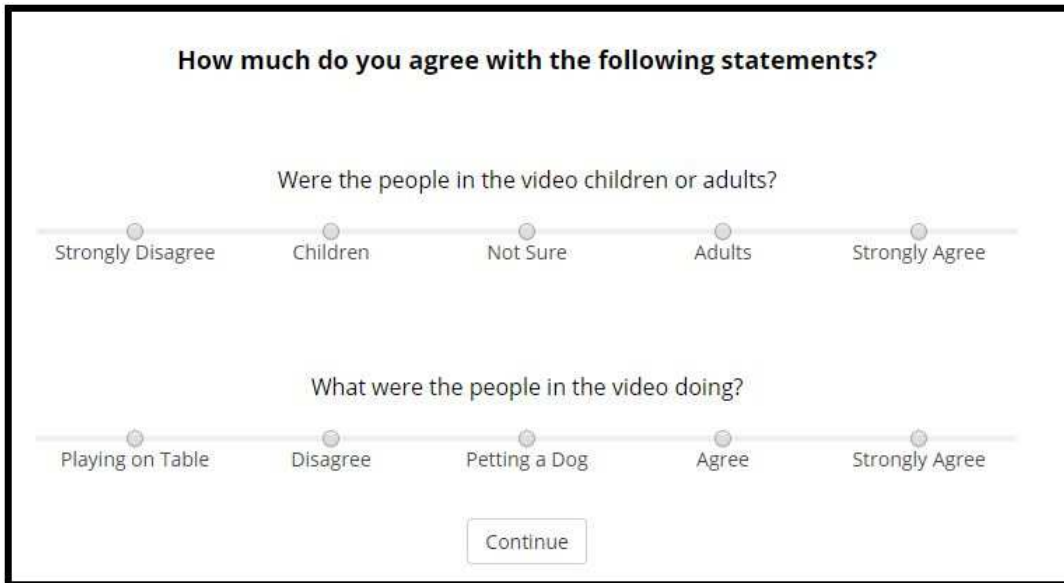 How much do you agree with the following statements?
Were the people in the video children or adults?
Strongly Disagree Children Not Sure Adults Strongly Agree
What were the people in the video doing?
Playing on Table Disagree Petting a Dog Agree Strongly Agree
Continue